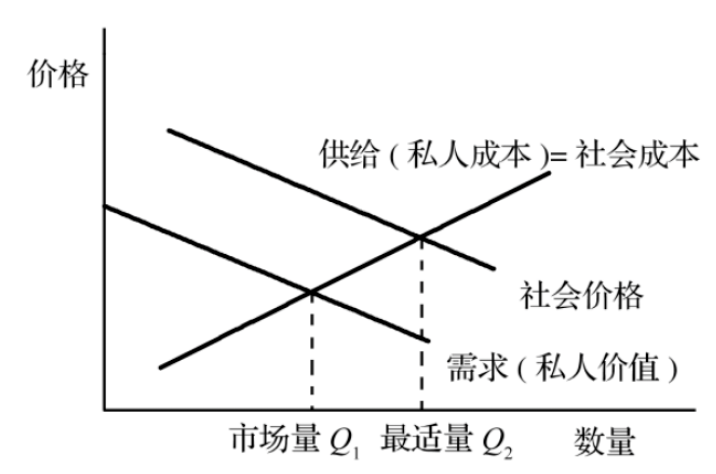 价格
供给(私人成本)=社会成本
社会价格
需求(私人价值)
市场量 Q₁ 最适量 Q₂ 数量